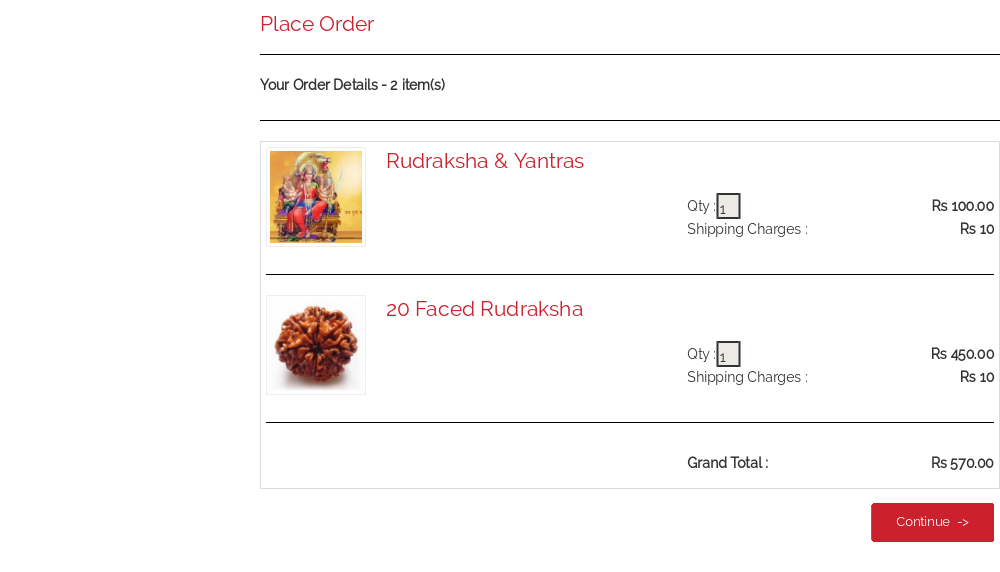 Place Order
Your Order Details - 2 item(s)
Rudraksha & Yantras
Qty : 1 Rs 100.00
Shipping Charges : Rs 10
20 Faced Rudraksha
Qty : 1 Rs 450.00
Shipping Charges : Rs 10
Grand Total : Rs 570.00
Continue ->